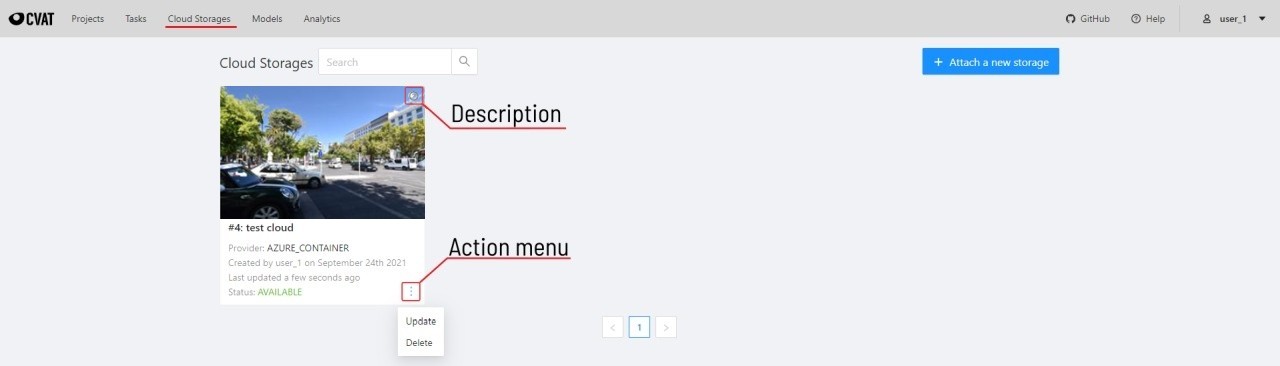 CVAT Projects Tasks Cloud Storages Models Analytics GitHub Help user_1
Cloud Storages Search Attach a new storage
Description
#4: test cloud
Provider: AZURE_CONTAINER
Created by user_1 on September 24th 2021
Last updated a few seconds ago
Status: AVAILABLE
Action menu
Update
Delete
< 1 >